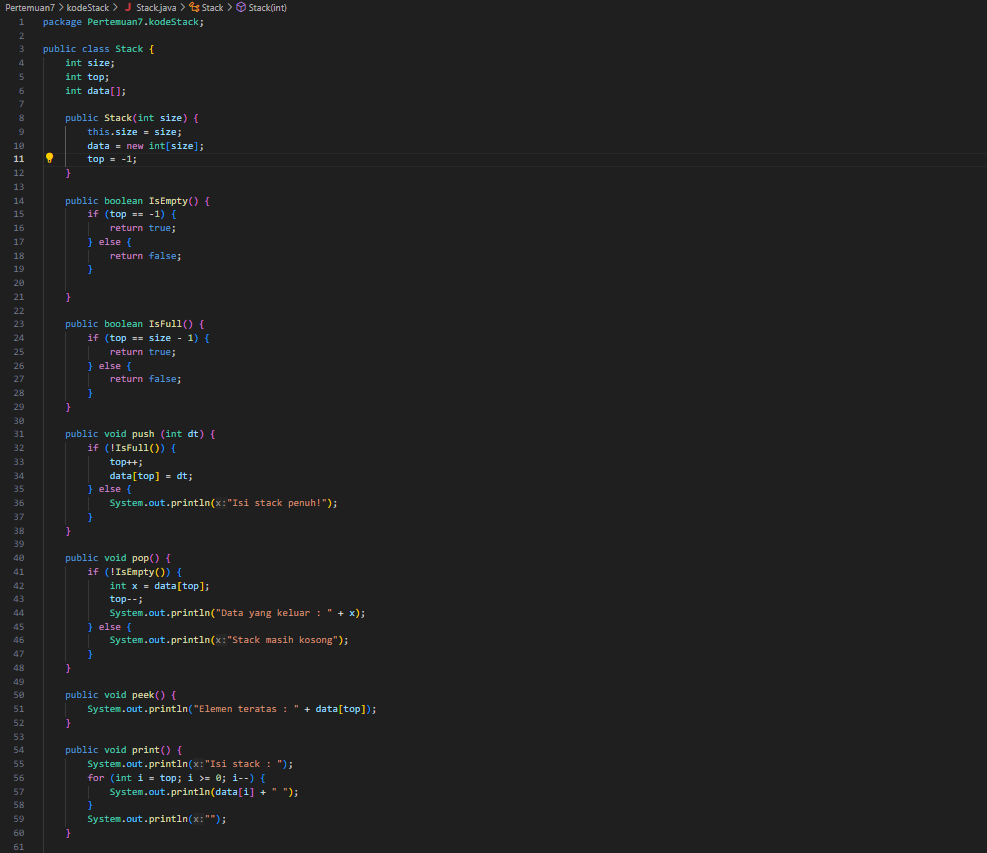 Pertemuan7 > kodeStack > J Stack.java > Stack > Stack(int)
1 package Pertemuan7.kodeStack;
2
3 public class Stack {
4     int size;
5     int top;
6     int data[];
7
8     public Stack(int size) {
9         this.size = size;
10         data = new int[size];
11         top = -1;
12     }
13
14     public boolean IsEmpty() {
15         if (top == -1) {
16             return true;
17         } else {
18             return false;
19         }
20
21     }
22
23     public boolean IsFull() {
24         if (top == size - 1) {
25             return true;
26         } else {
27             return false;
28         }
29     }
30
31     public void push (int dt) {
32         if (!IsFull()) {
33             top++;
34             data[top] = dt;
35         } else {
36             System.out.println(x:"Isi stack penuh!");
37         }
38     }
39
40     public void pop() {
41         if (!IsEmpty()) {
42             int x = data[top];
43             top--;
44             System.out.println("Data yang keluar : " + x);
45         } else {
46             System.out.println(x:"Stack masih kosong");
47         }
48     }
49
50     public void peek() {
51         System.out.println("Elemen teratas : " + data[top]);
52     }
53
54     public void print() {
55         System.out.println(x:"Isi stack : ");
56         for (int i = top; i >= 0; i--) {
57             System.out.println(data[i] + " ");
58         }
59         System.out.println(x:"");
60     }
61